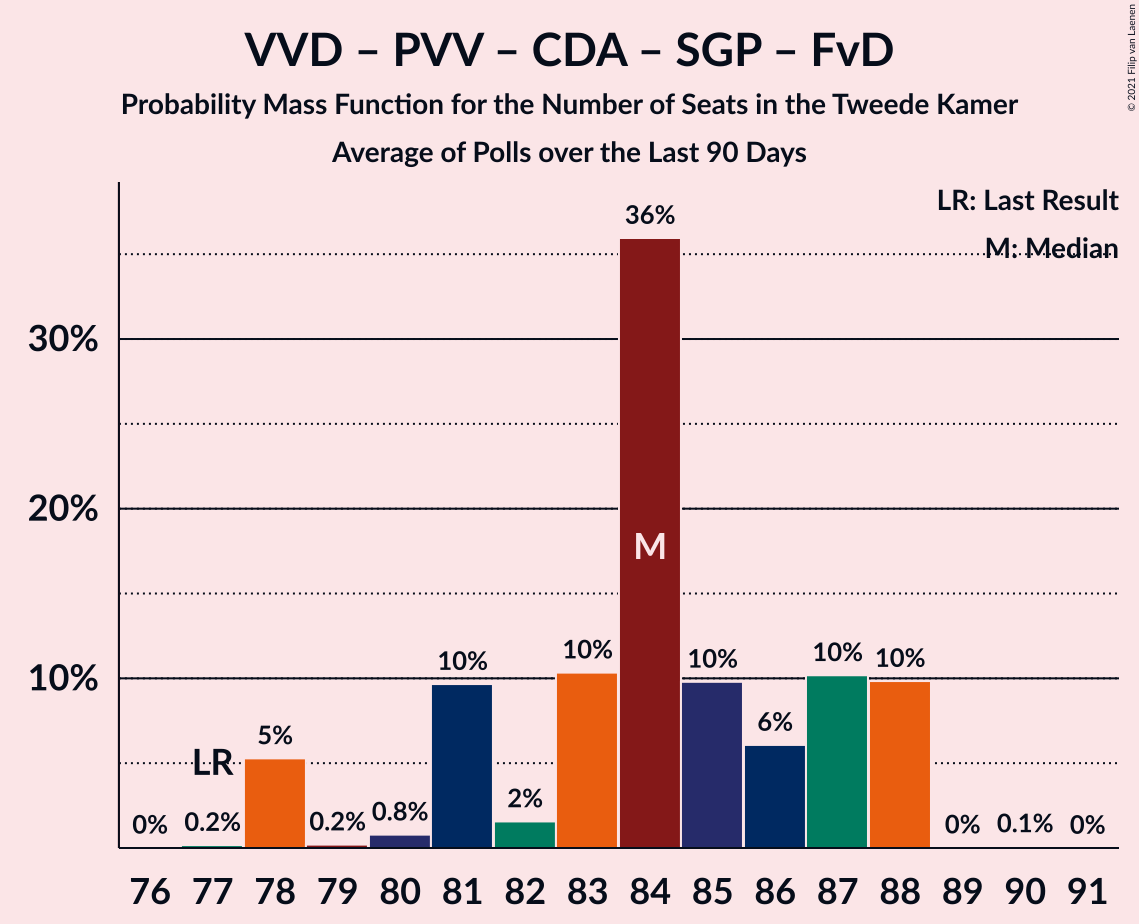 VVD – PVV – CDA – SGP – FvD
Probability Mass Function for the Number of Seats in the Tweede Kamer
Average of Polls over the Last 90 Days
© 2021 Filip van Laenen
LR: Last Result
M: Median
30%
20%
10%
0%
0.2%
5%
0.2%
0.8%
10%
2%
10%
36%
10%
6%
10%
10%
0%
0.1%
0%
LR
M
76 77 78 79 80 81 82 83 84 85 86 87 88 89 90 91